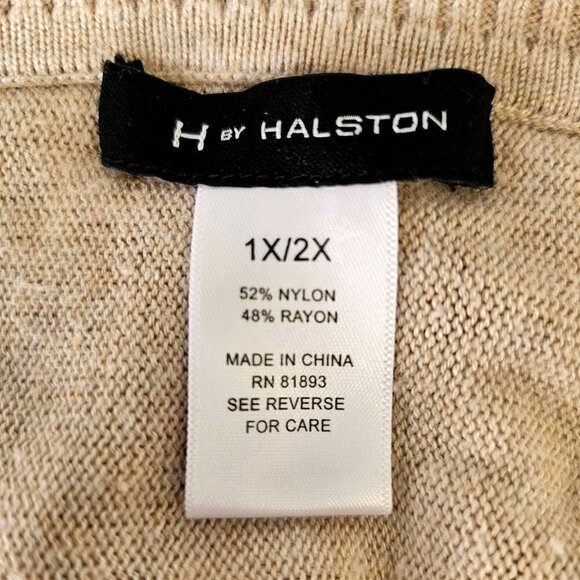 H BY HALSTON
1X/2X
52% NYLON
48% RAYON
MADE IN CHINA
RN 81893
SEE REVERSE
FOR CARE